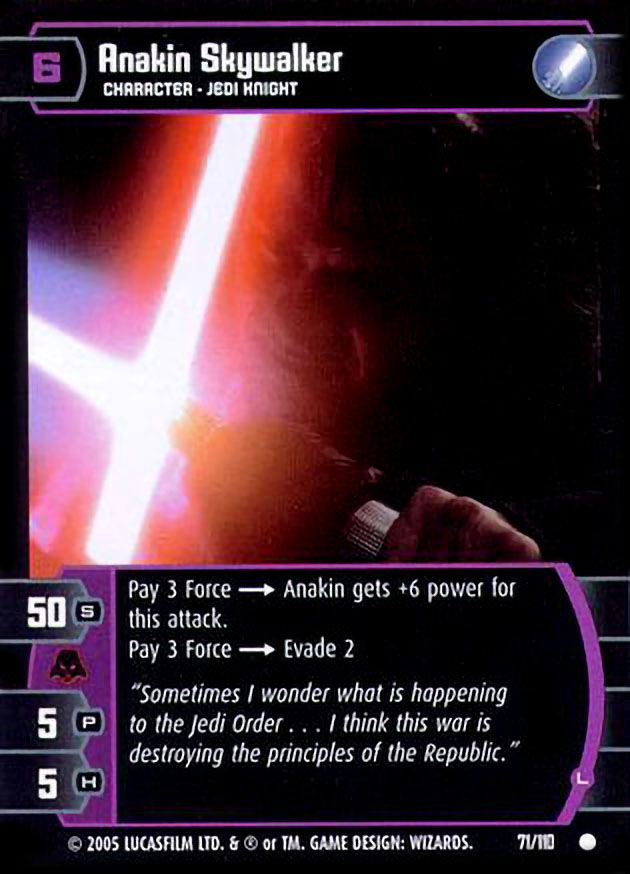 6
Anakin Skywalker
CHARACTER · JEDI KNIGHT
Pay 3 Force ⟶ Anakin gets +6 power for
this attack.
Pay 3 Force ⟶ Evade 2
"Sometimes I wonder what is happening
to the Jedi Order . . . I think this war is
destroying the principles of the Republic."
50 S
5 P
5 H
L
© 2005 LUCASFILM LTD. & ® or TM. GAME DESIGN: WIZARDS. 71/110